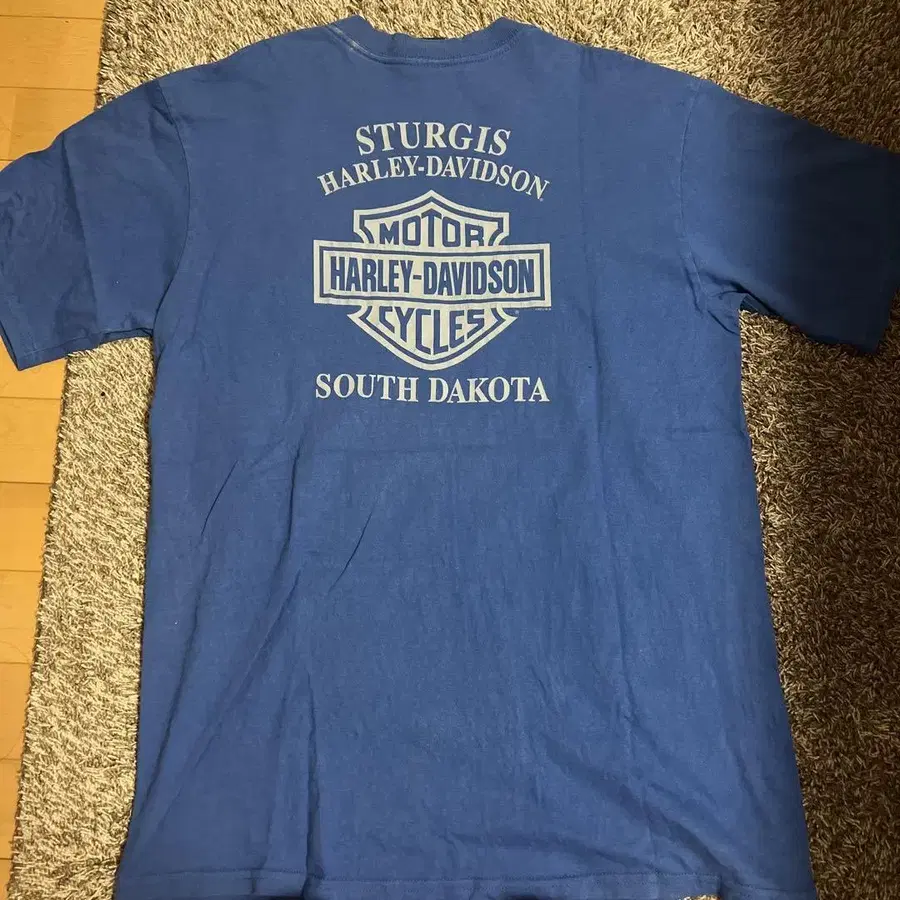 STURGIS
HARLEY-DAVIDSON
MOTOR
HARLEY-DAVIDSON
CYCLES
SOUTH DAKOTA